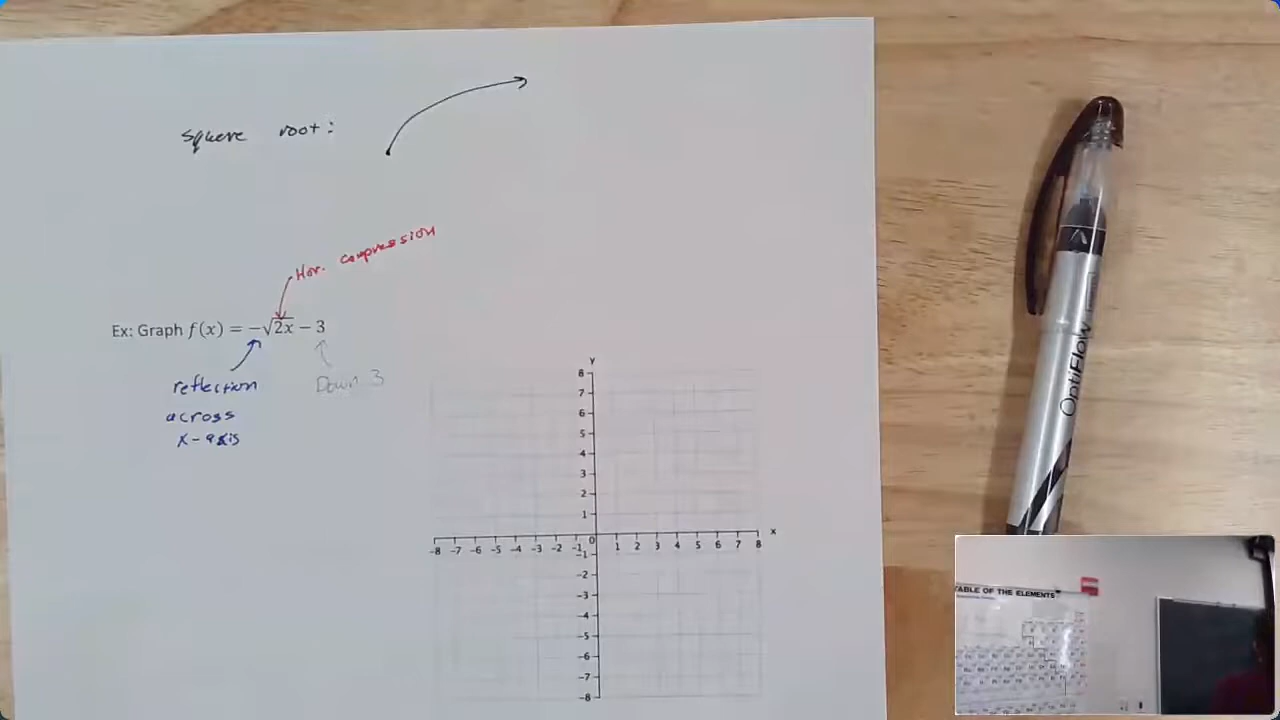 square root:
Hor. compression
Ex: Graph f(x) = −√2x − 3
reflection
across
x-axis
Down 3
y
8
7
6
5
4
3
2
1
0
-8 -7 -6 -5 -4 -3 -2 -1 1 2 3 4 5 6 7 8 x
-1
-2
-3
-4
-5
-6
-7
-8
OptiFlow
TABLE OF THE ELEMENTS